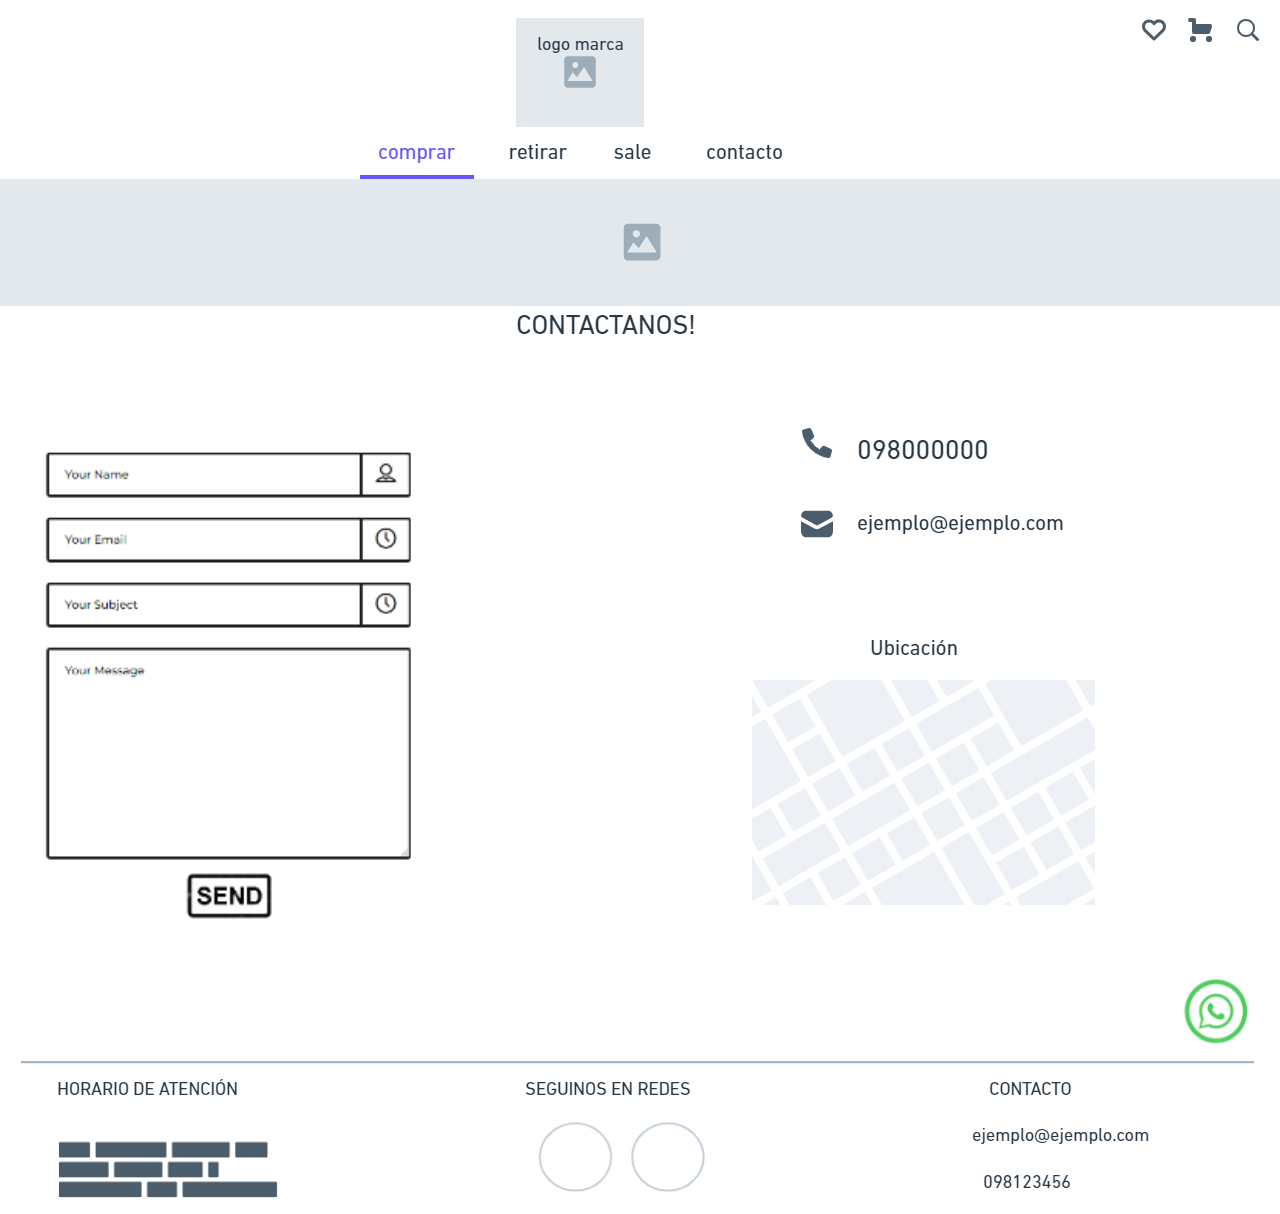 logo marca
comprar retirar sale contacto
CONTACTANOS!
098000000
Your Name
ejemplo@ejemplo.com
Your Email
Your Subject
Ubicación
Your Message
SEND
HORARIO DE ATENCIÓN SEGUINOS EN REDES CONTACTO
ejemplo@ejemplo.com
098123456